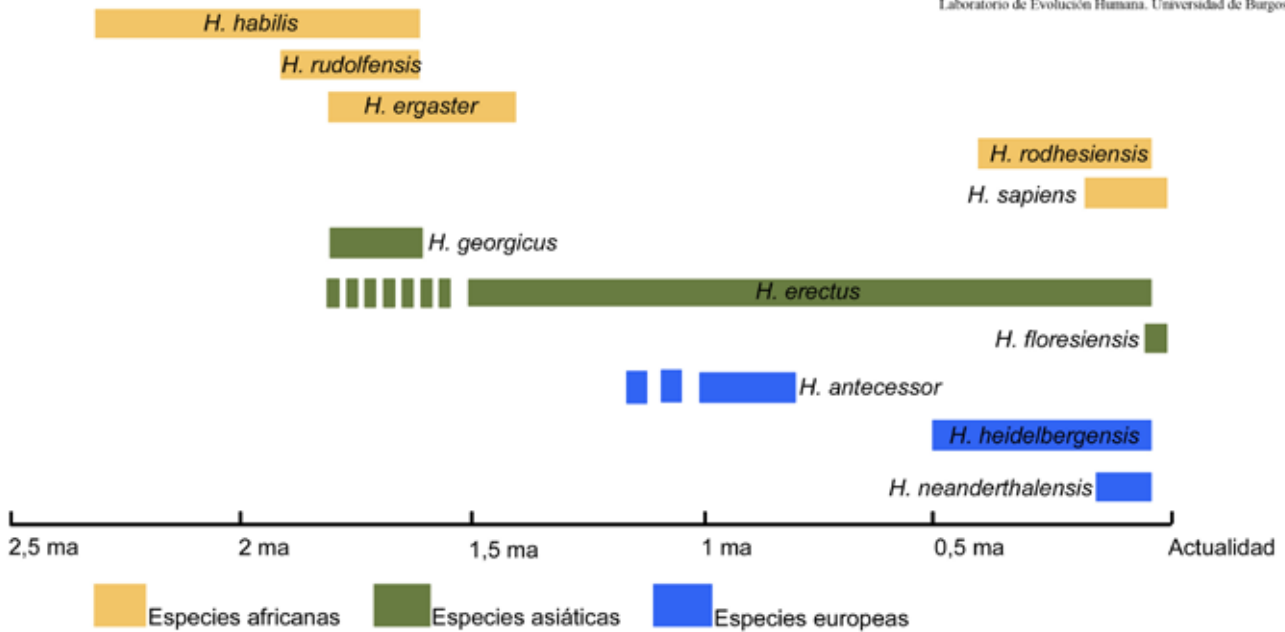 Laboratorio de Evolución Humana. Universidad de Burgos
H. habilis
H. rudolfensis
H. ergaster
H. rodhesiensis
H. sapiens
H. georgicus
H. erectus
H. floresiensis
H. antecessor
H. heidelbergensis
H. neanderthalensis
2,5 ma 2 ma 1,5 ma 1 ma 0,5 ma Actualidad
Especies africanas Especies asiáticas Especies europeas